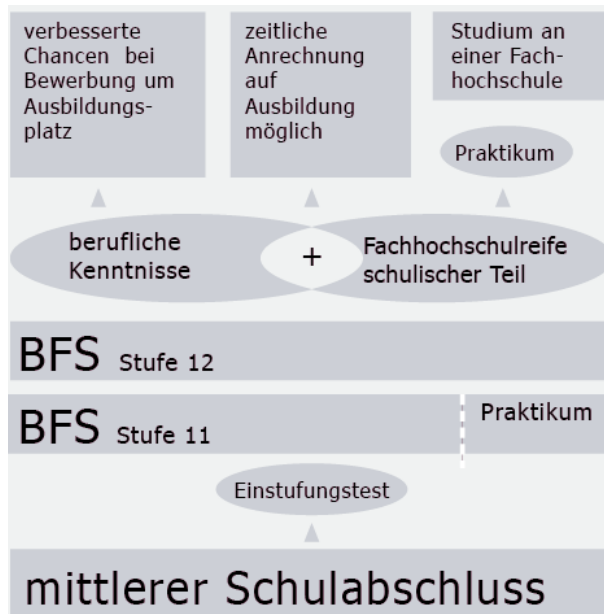 verbesserte
Chancen bei
Bewerbung um
Ausbildungs-
platz
zeitliche
Anrechnung
auf
Ausbildung
möglich
Studium an
einer Fach-
hochschule
Praktikum
berufliche
Kenntnisse
+
Fachhochschulreife
schulischer Teil
BFS Stufe 12
BFS Stufe 11
Praktikum
Einstufungstest
mittlerer Schulabschluss